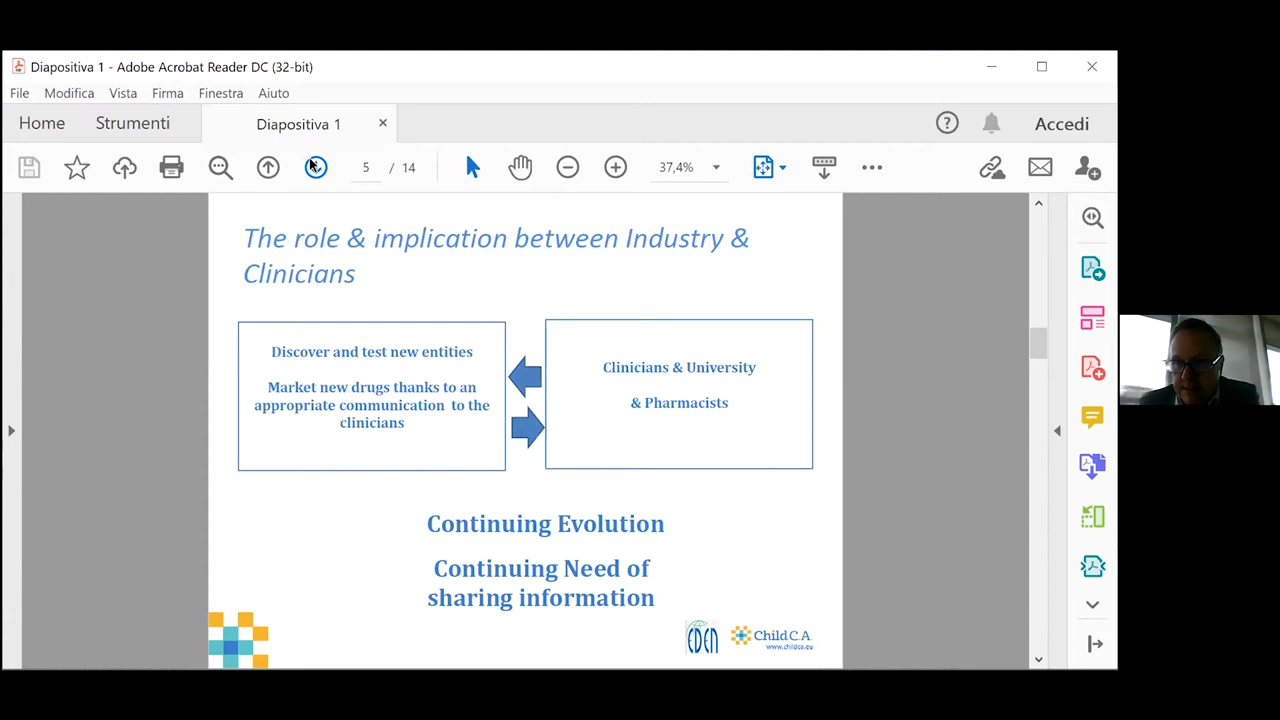 Diapositiva 1 - Adobe Acrobat Reader DC (32-bit)
File Modifica Vista Firma Finestra Aiuto
Home Strumenti Diapositiva 1 Accedi
5 / 14 37,4%
The role & implication between Industry &
Clinicians
Discover and test new entities
Market new drugs thanks to an
appropriate communication to the
clinicians
Clinicians & University
& Pharmacists
Continuing Evolution
Continuing Need of
sharing information
EDEN
Child C.A.
www.childca.eu